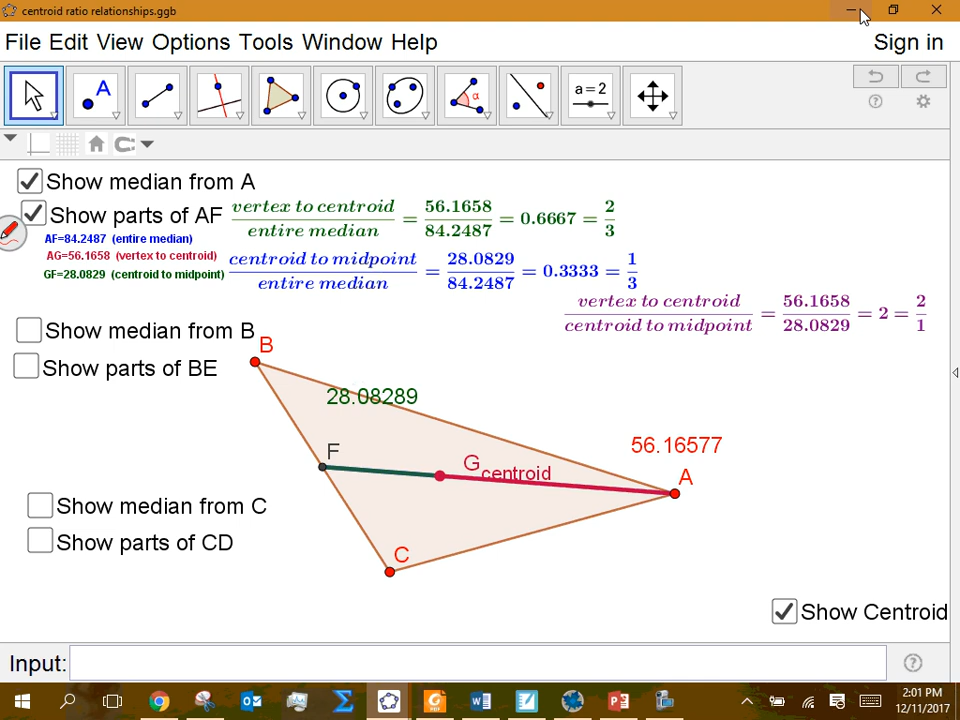 centroid ratio relationships.ggb
File Edit View Options Tools Window Help
Sign in
A
α
a = 2
Show median from A
Show parts of AF
vertex to centroid / entire median = 56.1658 / 84.2487 = 0.6667 = 2 / 3
AF=84.2487 (entire median)
AG=56.1658 (vertex to centroid)
GF=28.0829 (centroid to midpoint)
centroid to midpoint / entire median = 28.0829 / 84.2487 = 0.3333 = 1 / 3
vertex to centroid / centroid to midpoint = 56.1658 / 28.0829 = 2 = 2 / 1
Show median from B
B
Show parts of BE
28.08289
56.16577
F
G centroid
A
Show median from C
Show parts of CD
C
Show Centroid
Input:
2:01 PM
12/11/2017